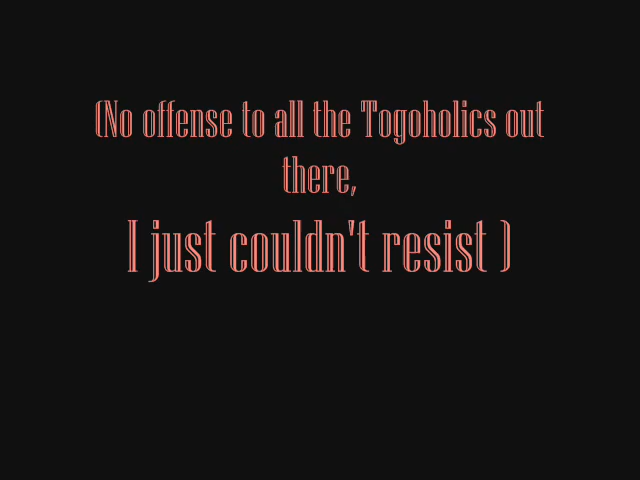 (No offense to all the Togoholics out
there,
I just couldn't resist )